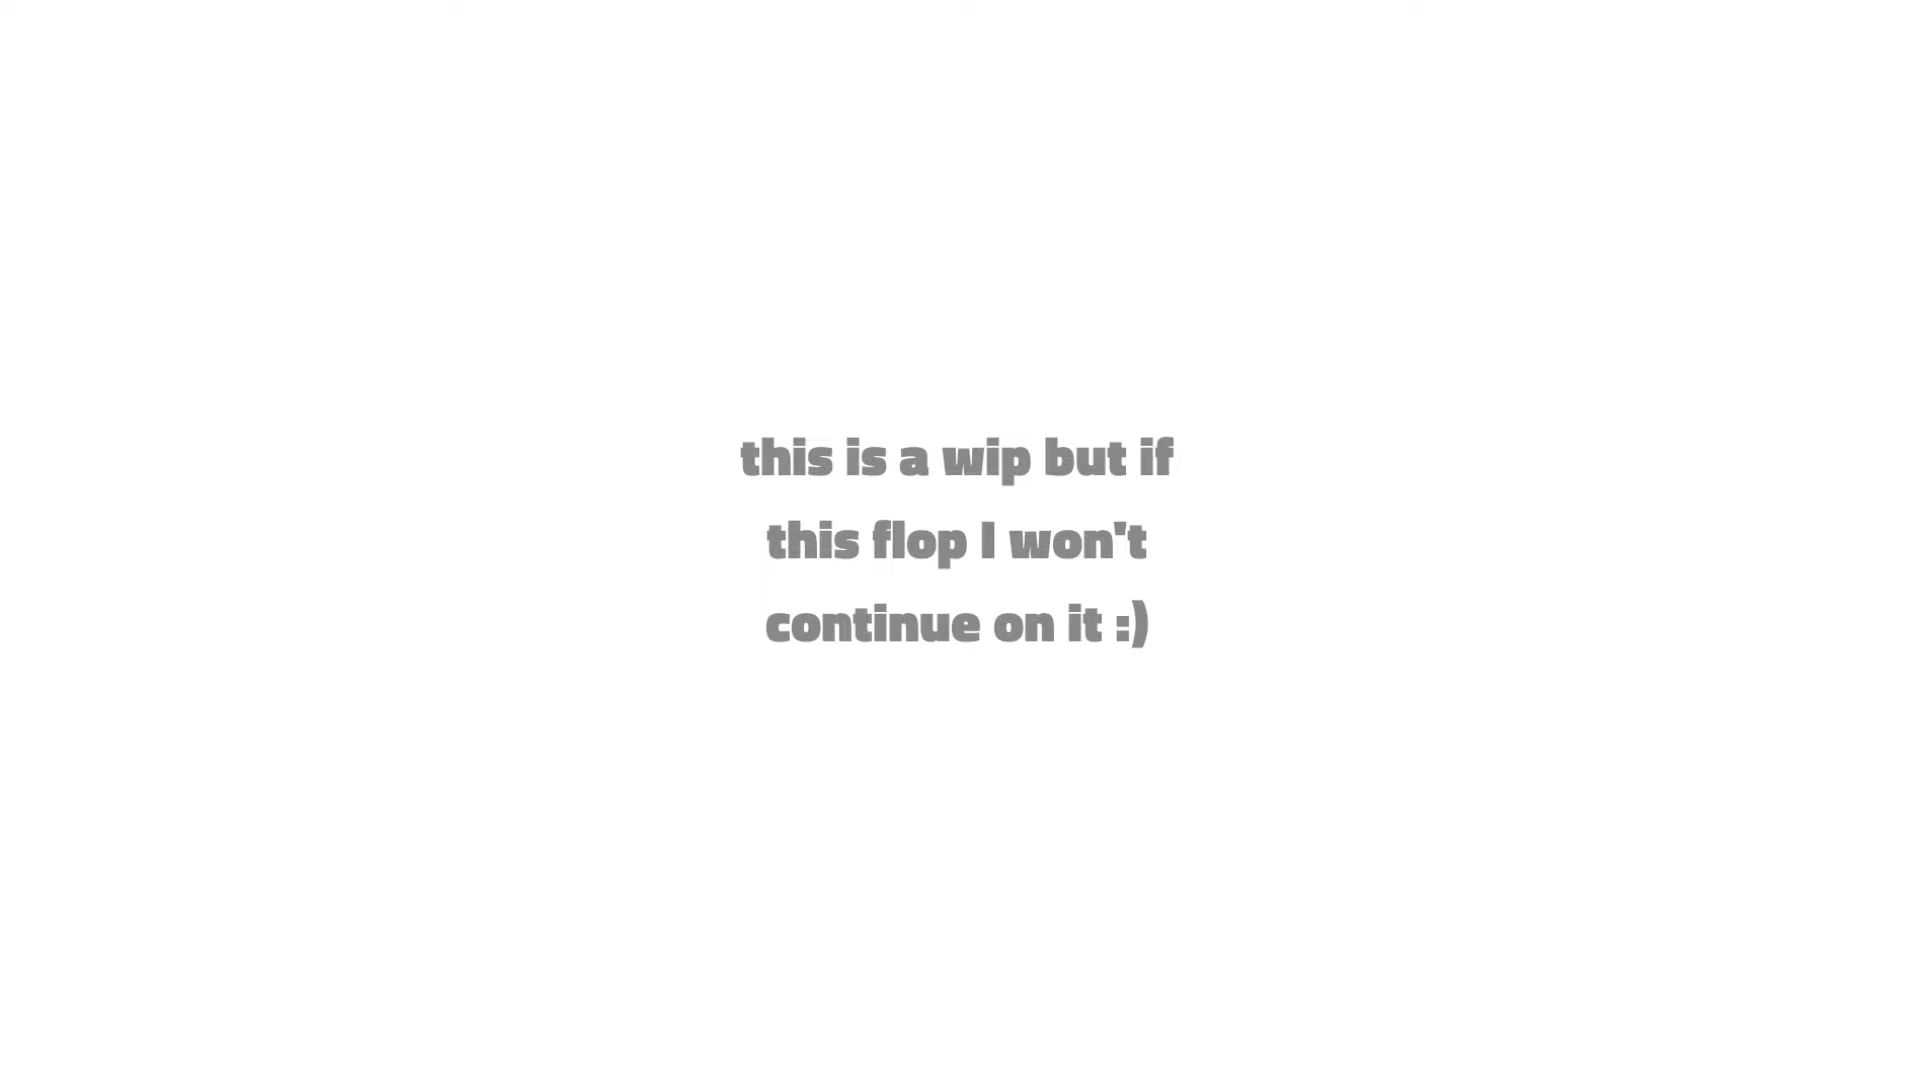 this is a wip but if
this flop I won't
continue on it :)